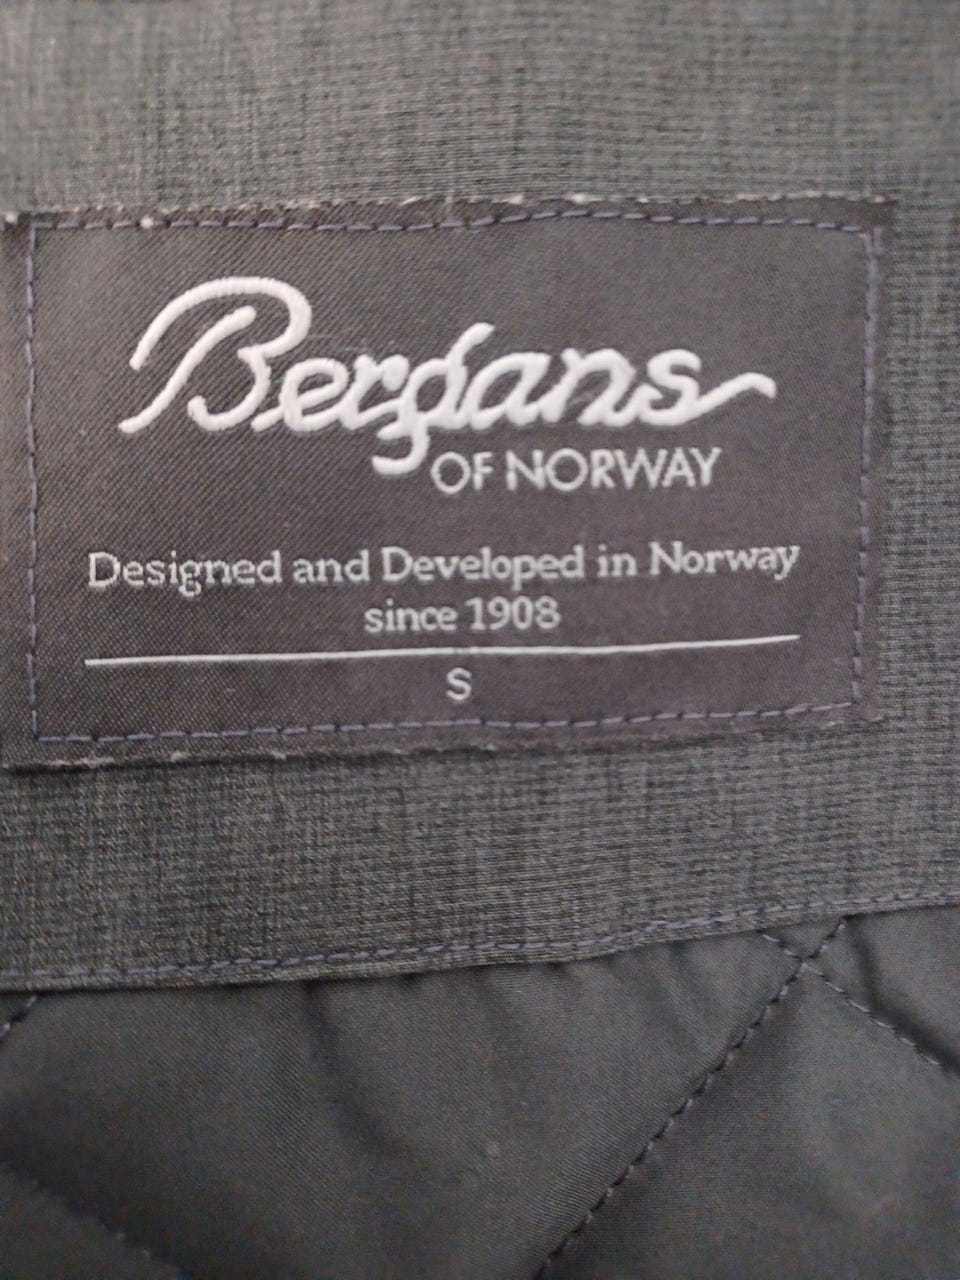 Bergans
OF NORWAY
Designed and Developed in Norway
since 1908
S